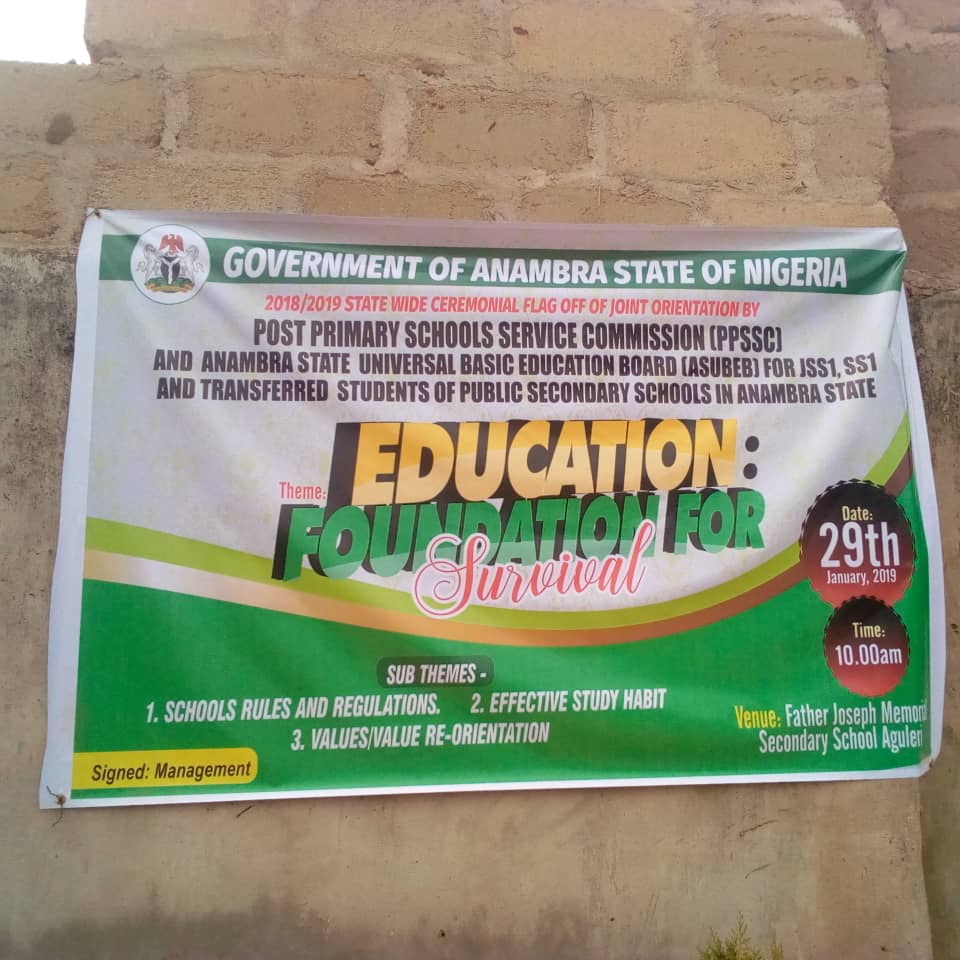 GOVERNMENT OF ANAMBRA STATE OF NIGERIA
2018/2019 STATE WIDE CEREMONIAL FLAG OFF OF JOINT ORIENTATION BY
POST PRIMARY SCHOOLS SERVICE COMMISSION (PPSSC)
AND ANAMBRA STATE UNIVERSAL BASIC EDUCATION BOARD (ASUBEB) FOR JSS1, SS1
AND TRANSFERRED STUDENTS OF PUBLIC SECONDARY SCHOOLS IN ANAMBRA STATE
Theme: EDUCATION:
FOUNDATION FOR
Survival
Date:
29th
January, 2019
Time:
10.00am
SUB THEMES -
1. SCHOOLS RULES AND REGULATIONS. 2. EFFECTIVE STUDY HABIT
3. VALUES/VALUE RE-ORIENTATION
Venue: Father Joseph Memorial
Secondary School Aguleri
Signed: Management